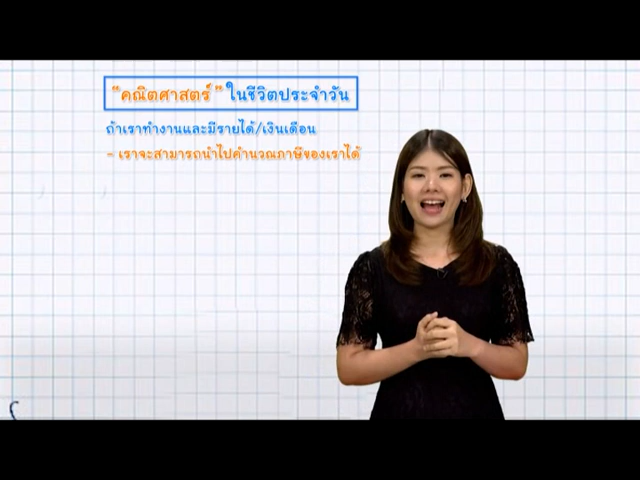 “คณิตศาสตร์” ในชีวิตประจำวัน
ถ้าเราทำงานและมีรายได้/เงินเดือน
- เราจะสามารถนำไปคำนวณภาษีของเราได้